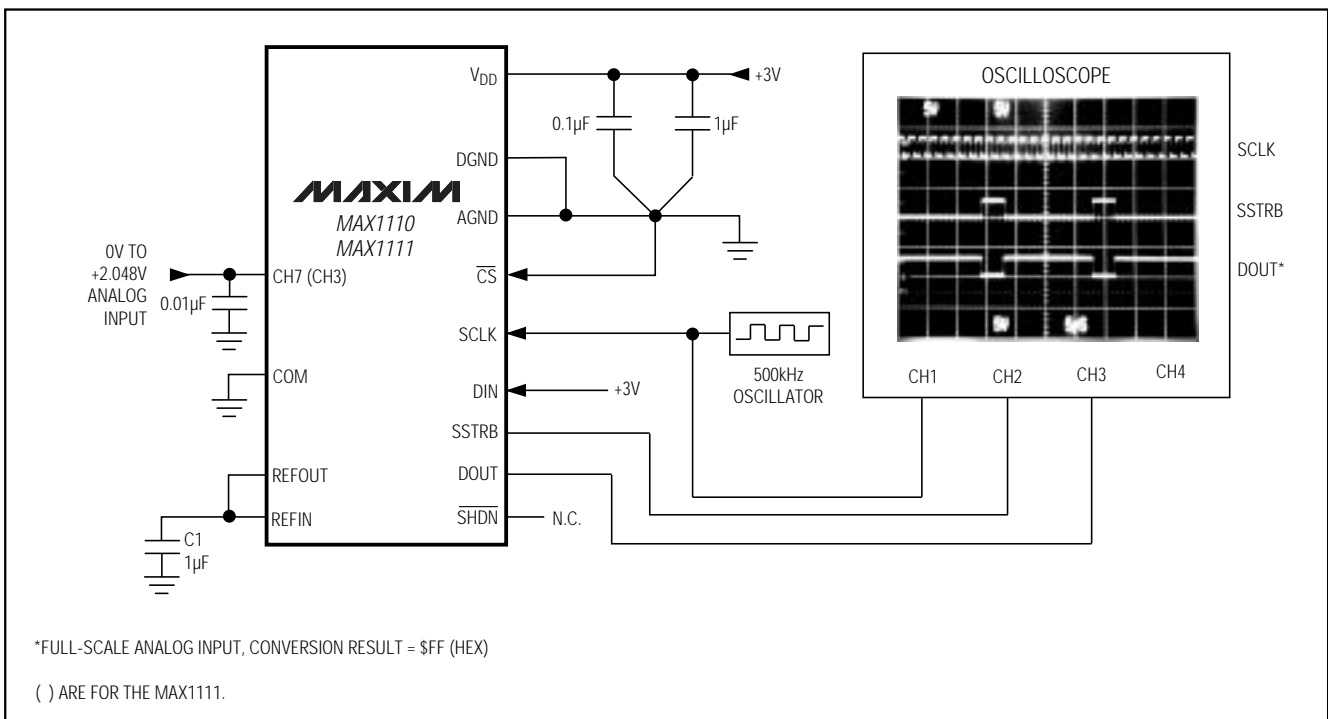 VDD
+3V
OSCILLOSCOPE
0.1µF
1µF
DGND
SCLK
MAXIM
MAX1110
MAX1111
AGND
SSTRB
0V TO
+2.048V
ANALOG
INPUT
CH7 (CH3)
CS
DOUT*
0.01µF
SCLK
COM
500kHz
OSCILLATOR
CH1
CH2
CH3
CH4
DIN
+3V
SSTRB
REFOUT
DOUT
REFIN
SHDN
N.C.
C1
1µF
*FULL-SCALE ANALOG INPUT, CONVERSION RESULT = $FF (HEX)
( ) ARE FOR THE MAX1111.